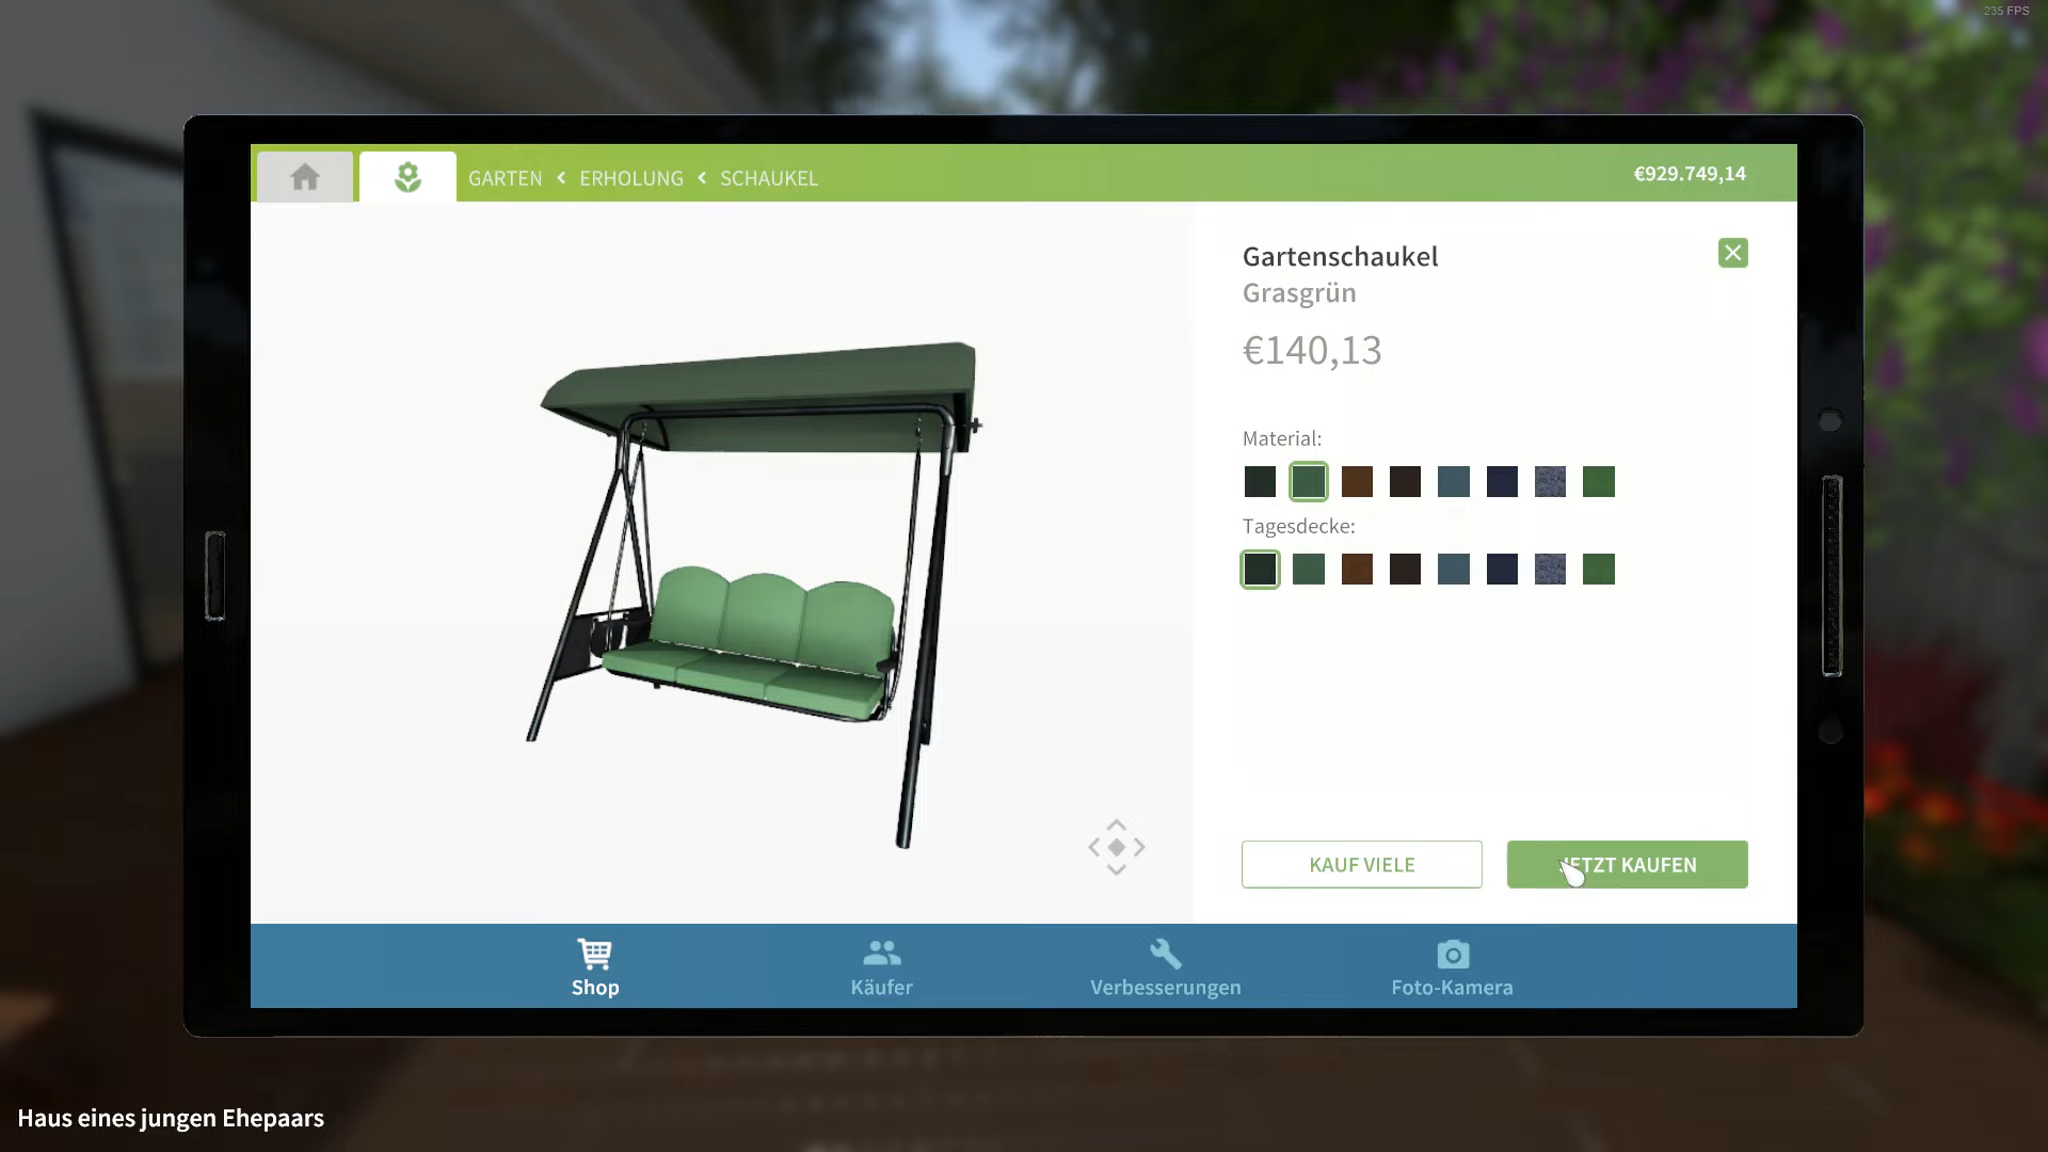 235 FPS
GARTEN < ERHOLUNG < SCHAUKEL
€929.749,14
Gartenschaukel
Grasgrün
€140,13
Material:
Tagesdecke:
KAUF VIELE
JETZT KAUFEN
Shop
Käufer
Verbesserungen
Foto-Kamera
Haus eines jungen Ehepaars